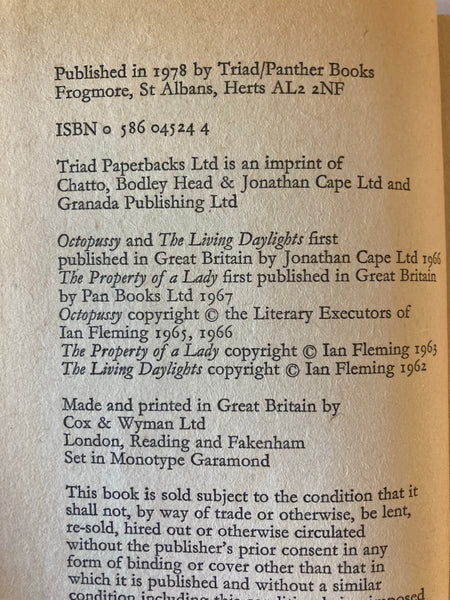 Published in 1978 by Triad/Panther Books
Frogmore, St Albans, Herts AL2 2NF
ISBN 0 586 04524 4
Triad Paperbacks Ltd is an imprint of
Chatto, Bodley Head & Jonathan Cape Ltd and
Granada Publishing Ltd
Octopussy and The Living Daylights first
published in Great Britain by Jonathan Cape Ltd 1966
The Property of a Lady first published in Great Britain
by Pan Books Ltd 1967
Octopussy copyright © the Literary Executors of
Ian Fleming 1965, 1966
The Property of a Lady copyright © Ian Fleming 1963
The Living Daylights copyright © Ian Fleming 1962
Made and printed in Great Britain by
Cox & Wyman Ltd
London, Reading and Fakenham
Set in Monotype Garamond
This book is sold subject to the condition that it
shall not, by way of trade or otherwise, be lent,
re-sold, hired out or otherwise circulated
without the publisher's prior consent in any
form of binding or cover other than that in
which it is published and without a similar
condition including this condition being imposed